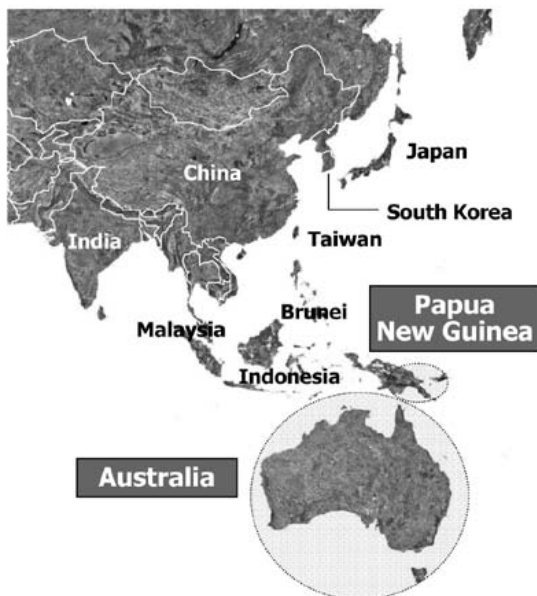 Japan
China
South Korea
Taiwan
India
Brunei
Papua
New Guinea
Malaysia
Indonesia
Australia